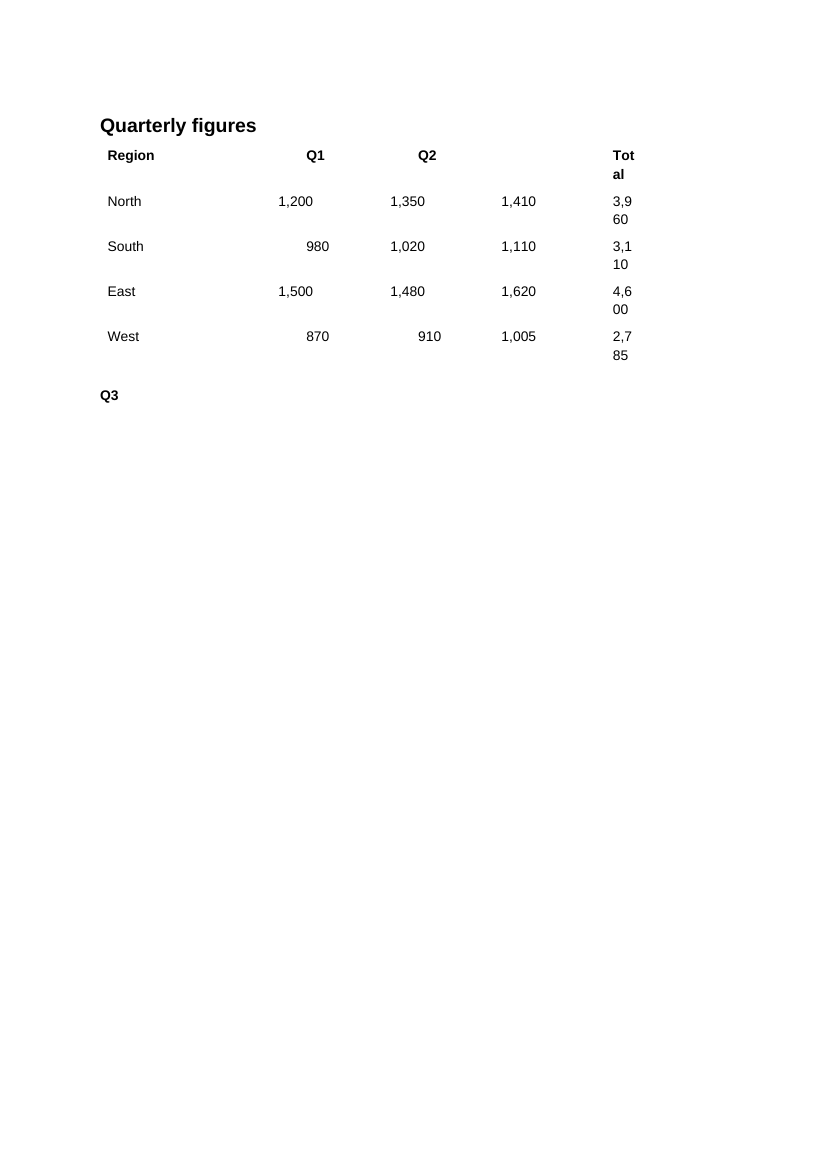 Quarterly figures
Region Q1 Q2 Tot
al
North 1,200 1,350 1,410 3,9
60
South 980 1,020 1,110 3,1
10
East 1,500 1,480 1,620 4,6
00
West 870 910 1,005 2,7
85
Q3